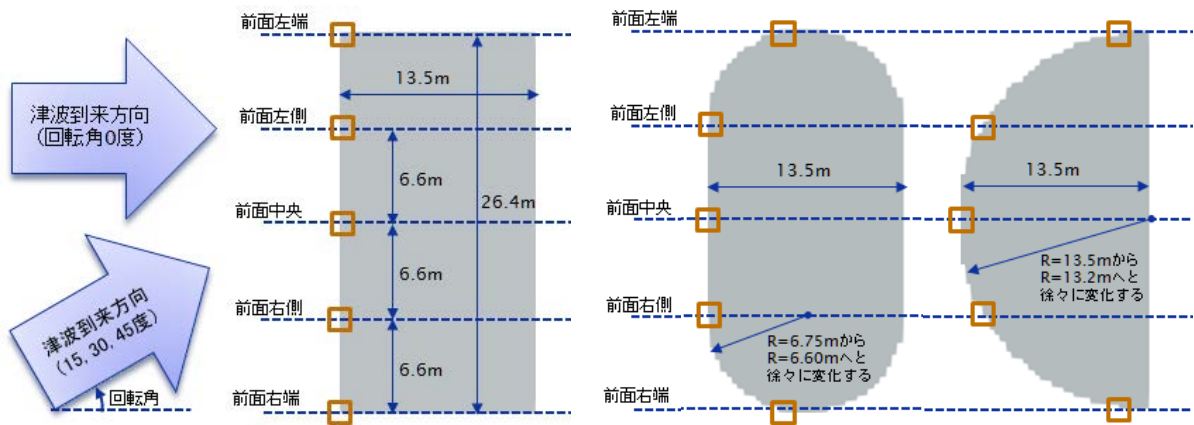 津波到来方向
(回転角0度)
津波到来方向
(15, 30, 45度)
回転角
前面左端
前面左側
前面中央
前面右側
前面右端
13.5m
6.6m
26.4m
6.6m
6.6m
前面左端
前面左側
前面中央
前面右側
前面右端
13.5m
R=6.75mから
R=6.60mへと
徐々に変化する
13.5m
R=13.5mから
R=13.2mへと
徐々に変化する